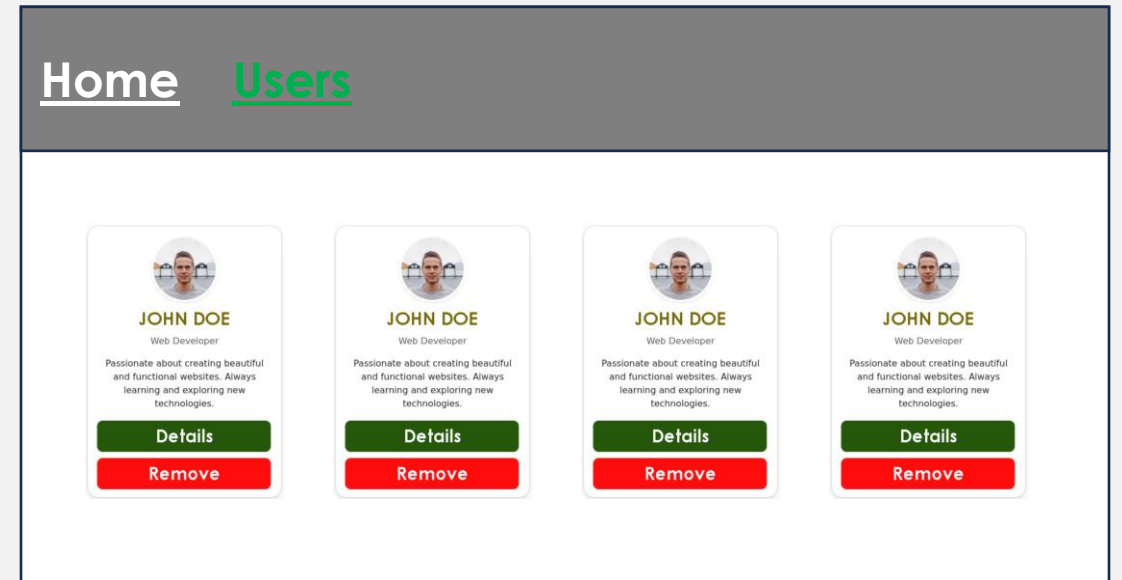 Home Users
JOHN DOE
Web Developer
Passionate about creating beautiful
and functional websites. Always
learning and exploring new
technologies.
Details
Remove
JOHN DOE
Web Developer
Passionate about creating beautiful
and functional websites. Always
learning and exploring new
technologies.
Details
Remove
JOHN DOE
Web Developer
Passionate about creating beautiful
and functional websites. Always
learning and exploring new
technologies.
Details
Remove
JOHN DOE
Web Developer
Passionate about creating beautiful
and functional websites. Always
learning and exploring new
technologies.
Details
Remove